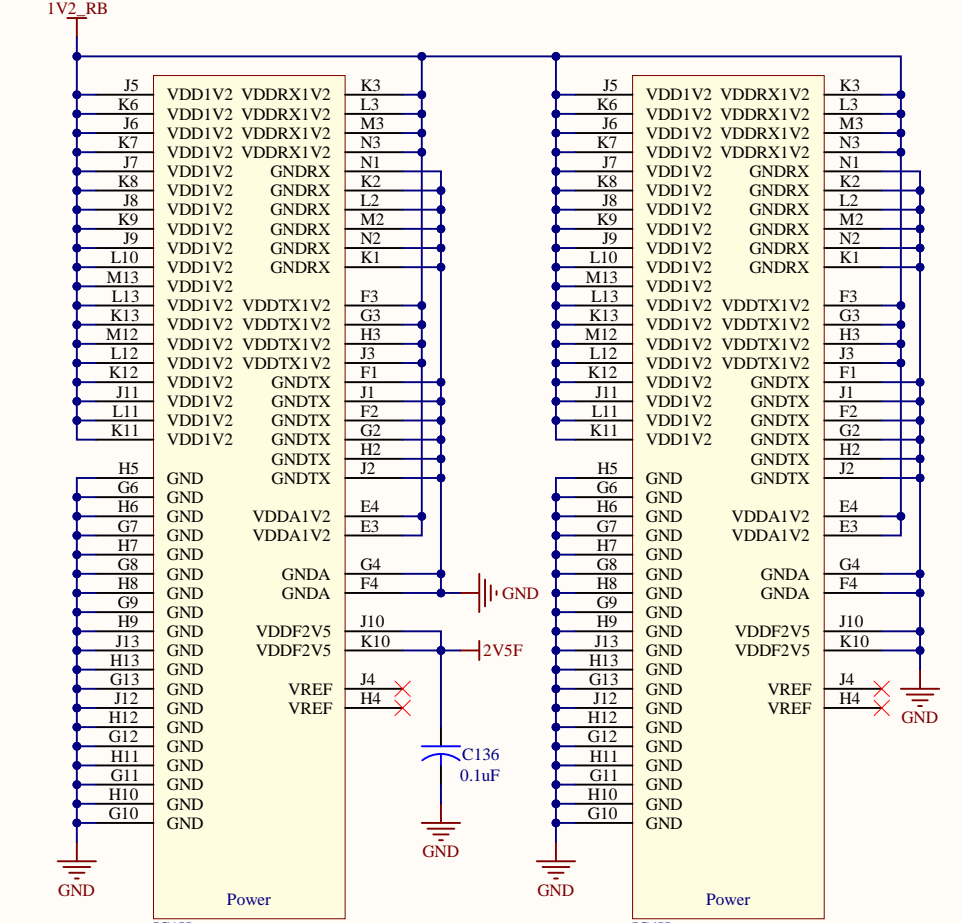 1V2_RB
J5 VDD1V2 VDDRX1V2 K3
K6 VDD1V2 VDDRX1V2 L3
J6 VDD1V2 VDDRX1V2 M3
K7 VDD1V2 VDDRX1V2 N3
J7 VDD1V2 GNDRX N1
K8 VDD1V2 GNDRX K2
J8 VDD1V2 GNDRX L2
K9 VDD1V2 GNDRX M2
J9 VDD1V2 GNDRX N2
L10 VDD1V2 GNDRX K1
M13 VDD1V2
L13 VDD1V2 VDDTX1V2 F3
K13 VDD1V2 VDDTX1V2 G3
M12 VDD1V2 VDDTX1V2 H3
L12 VDD1V2 VDDTX1V2 J3
K12 VDD1V2 GNDTX F1
J11 VDD1V2 GNDTX J1
L11 VDD1V2 GNDTX F2
K11 VDD1V2 GNDTX G2
GNDTX H2
H5 GND GNDTX J2
G6 GND
H6 GND VDDA1V2 E4
G7 GND VDDA1V2 E3
H7 GND
G8 GND GNDA G4
H8 GND GNDA F4
GND
G9 GND
H9 GND VDDF2V5 J10
J13 GND VDDF2V5 K10
2V5F
H13 GND
G13 GND VREF J4
J12 GND VREF H4
H12 GND
G12 GND
H11 GND
G11 GND
H10 GND
G10 GND
C136
0.1uF
GND
GND
Power
J5 VDD1V2 VDDRX1V2 K3
K6 VDD1V2 VDDRX1V2 L3
J6 VDD1V2 VDDRX1V2 M3
K7 VDD1V2 VDDRX1V2 N3
J7 VDD1V2 GNDRX N1
K8 VDD1V2 GNDRX K2
J8 VDD1V2 GNDRX L2
K9 VDD1V2 GNDRX M2
J9 VDD1V2 GNDRX N2
L10 VDD1V2 GNDRX K1
M13 VDD1V2
L13 VDD1V2 VDDTX1V2 F3
K13 VDD1V2 VDDTX1V2 G3
M12 VDD1V2 VDDTX1V2 H3
L12 VDD1V2 VDDTX1V2 J3
K12 VDD1V2 GNDTX F1
J11 VDD1V2 GNDTX J1
L11 VDD1V2 GNDTX F2
K11 VDD1V2 GNDTX G2
GNDTX H2
H5 GND GNDTX J2
G6 GND
H6 GND VDDA1V2 E4
G7 GND VDDA1V2 E3
H7 GND
G8 GND GNDA G4
H8 GND GNDA F4
G9 GND
H9 GND VDDF2V5 J10
J13 GND VDDF2V5 K10
H13 GND
G13 GND VREF J4
J12 GND VREF H4
H12 GND
G12 GND
H11 GND
G11 GND
H10 GND
G10 GND
GND
GND
Power